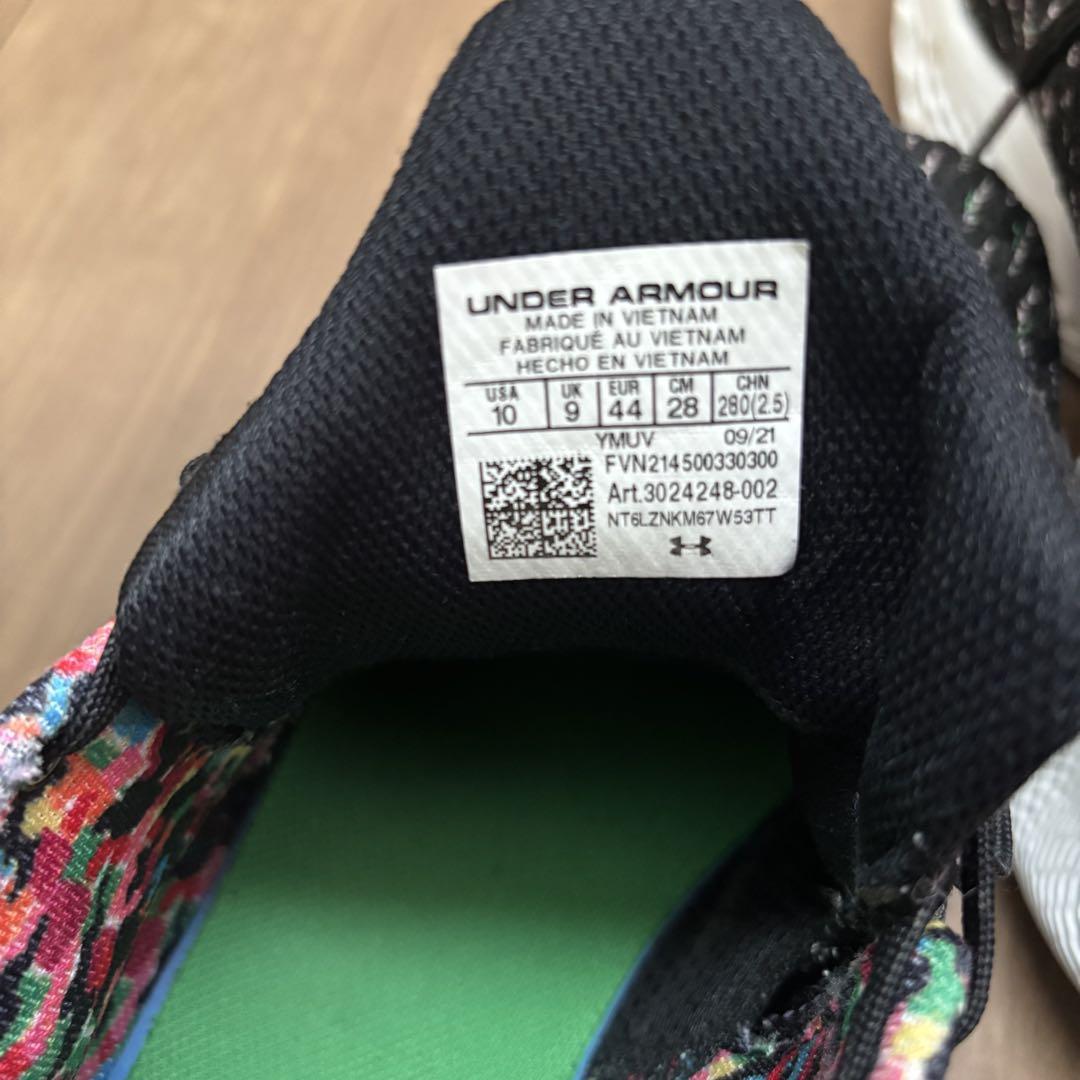 UNDER ARMOUR
MADE IN VIETNAM
FABRIQUÉ AU VIETNAM
HECHO EN VIETNAM
USA UK EUR CM CHN
10 9 44 28 280(2.5)
YMUV 09/21
FVN214500330300
Art.3024248-002
NT6LZNKM67W53TT